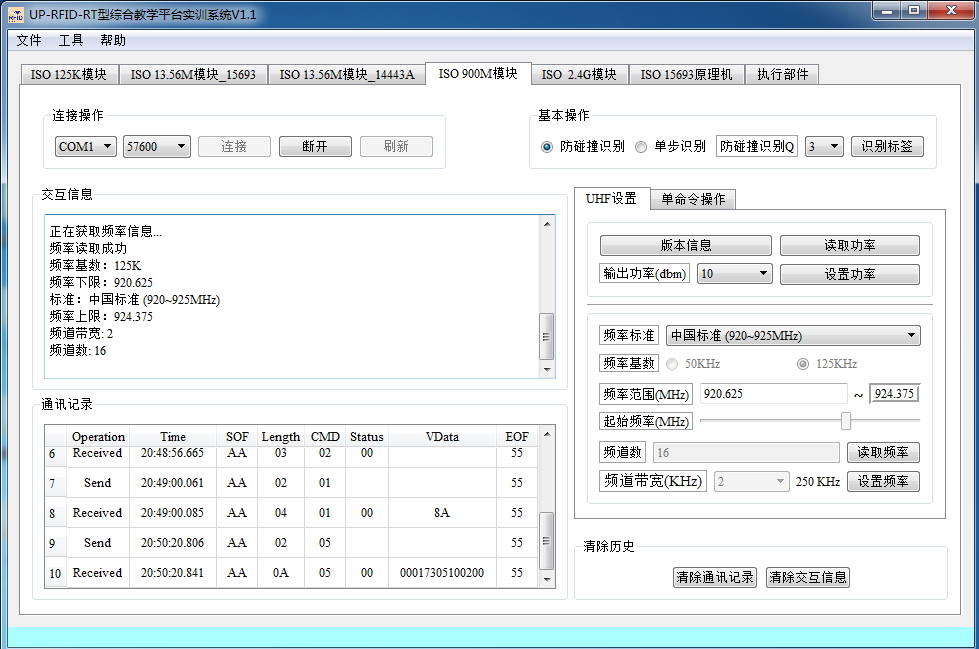 UP-RFID-RT型综合教学平台实训系统V1.1
文件 工具 帮助
ISO 125K模块 ISO 13.56M模块_15693 ISO 13.56M模块_14443A ISO 900M模块 ISO 2.4G模块 ISO 15693原理机 执行部件
连接操作
COM1 57600 连接 断开 刷新
基本操作
防碰撞识别 单步识别 防碰撞识别Q 3 识别标签
交互信息
正在获取频率信息...
频率读取成功
频率基数：125K
频率下限：920.625
标准：中国标准 (920~925MHz)
频率上限：924.375
频道带宽: 2
频道数: 16
通讯记录
Operation Time SOF Length CMD Status VData EOF
6 Received 20:48:56.665 AA 03 02 00 55
7 Send 20:49:00.061 AA 02 01 55
8 Received 20:49:00.085 AA 04 01 00 8A 55
9 Send 20:50:20.806 AA 02 05 55
10 Received 20:50:20.841 AA 0A 05 00 00017305100200 55
UHF设置 单命令操作
版本信息 读取功率
输出功率(dbm) 10 设置功率
频率标准 中国标准 (920~925MHz)
频率基数 50KHz 125KHz
频率范围(MHz) 920.625 ~ 924.375
起始频率(MHz)
频道数 16 读取频率
频道带宽(KHz) 2 250 KHz 设置频率
清除历史
清除通讯记录 清除交互信息